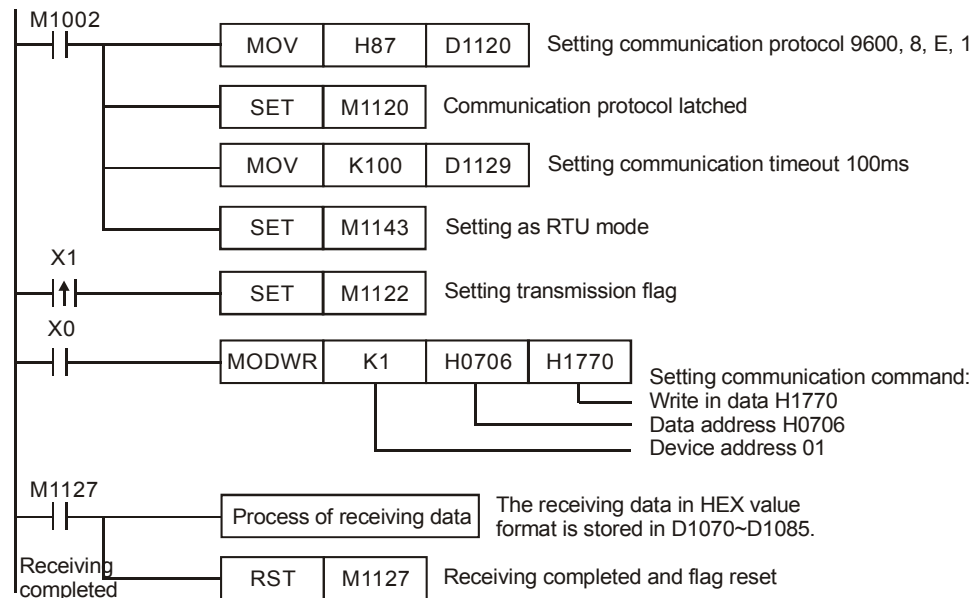 M1002
MOV H87 D1120 Setting communication protocol 9600, 8, E, 1
SET M1120 Communication protocol latched
MOV K100 D1129 Setting communication timeout 100ms
SET M1143 Setting as RTU mode
X1
SET M1122 Setting transmission flag
X0
MODWR K1 H0706 H1770
Setting communication command:
Write in data H1770
Data address H0706
Device address 01
M1127
Process of receiving data
The receiving data in HEX value
format is stored in D1070~D1085.
Receiving
completed
RST M1127 Receiving completed and flag reset